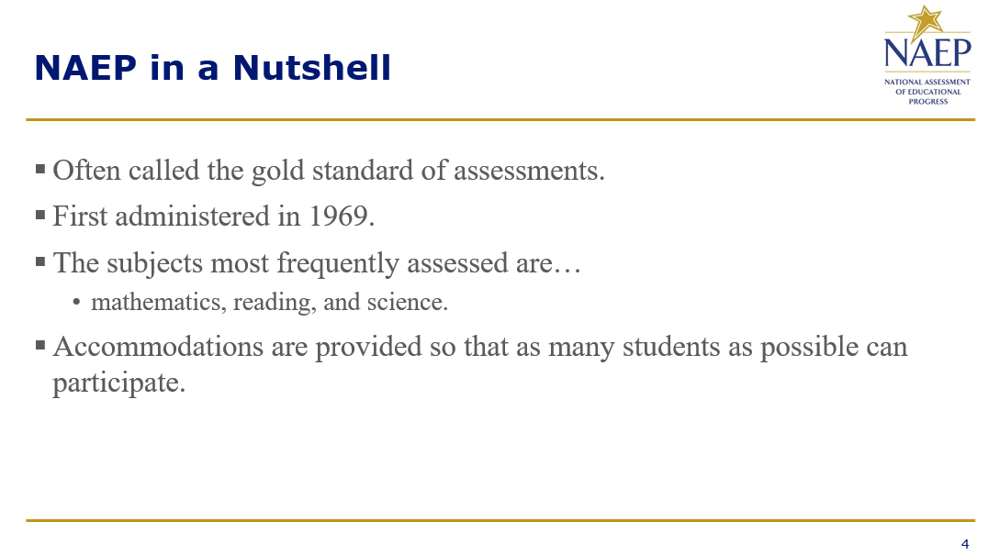 NAEP in a Nutshell
NAEP
NATIONAL ASSESSMENT
OF EDUCATIONAL
PROGRESS
▪ Often called the gold standard of assessments.
▪ First administered in 1969.
▪ The subjects most frequently assessed are…
• mathematics, reading, and science.
▪ Accommodations are provided so that as many students as possible can
participate.
4